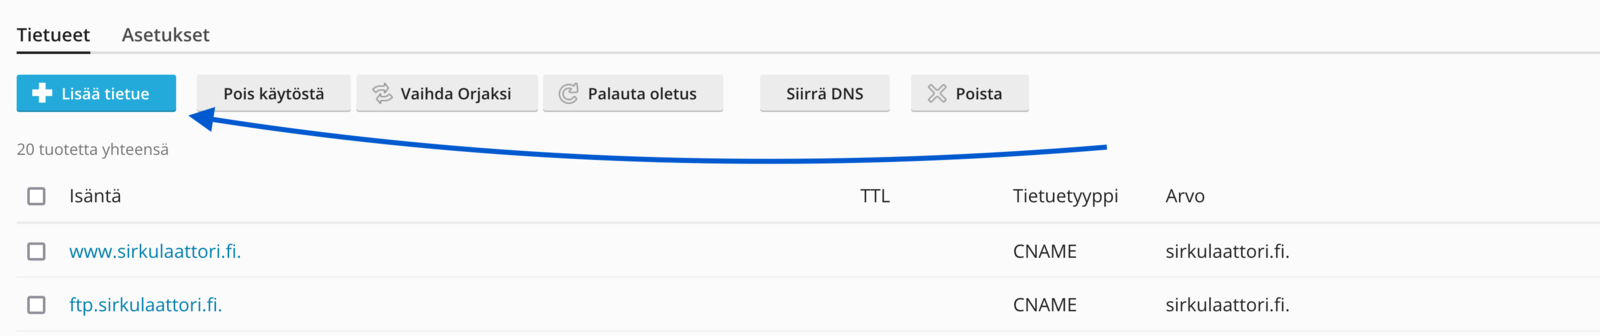 Tietueet Asetukset
Lisää tietue Pois käytöstä Vaihda Orjaksi Palauta oletus Siirrä DNS Poista
20 tuotetta yhteensä
Isäntä TTL Tietuetyyppi Arvo
www.sirkulaattori.fi. CNAME sirkulaattori.fi.
ftp.sirkulaattori.fi. CNAME sirkulaattori.fi.